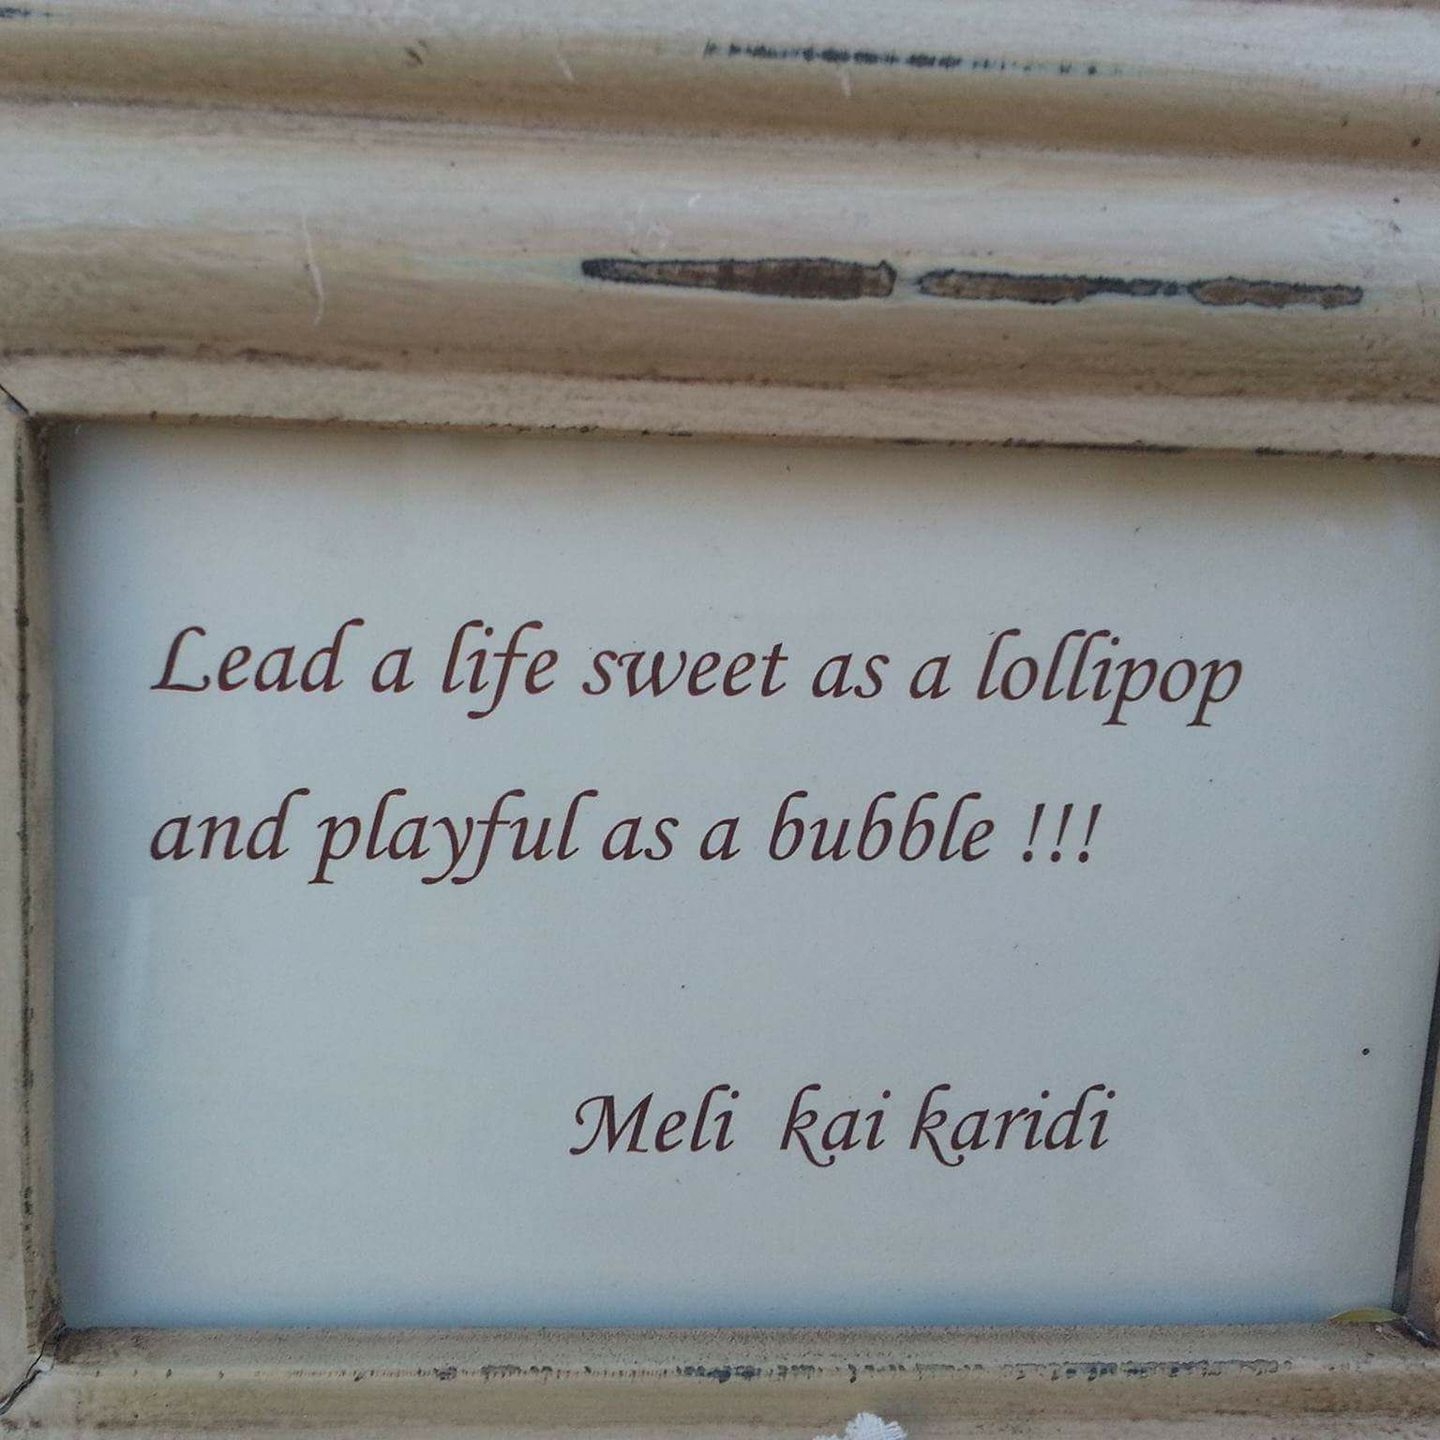 Lead a life sweet as a lollipop
and playful as a bubble !!!
Meli kai karidi